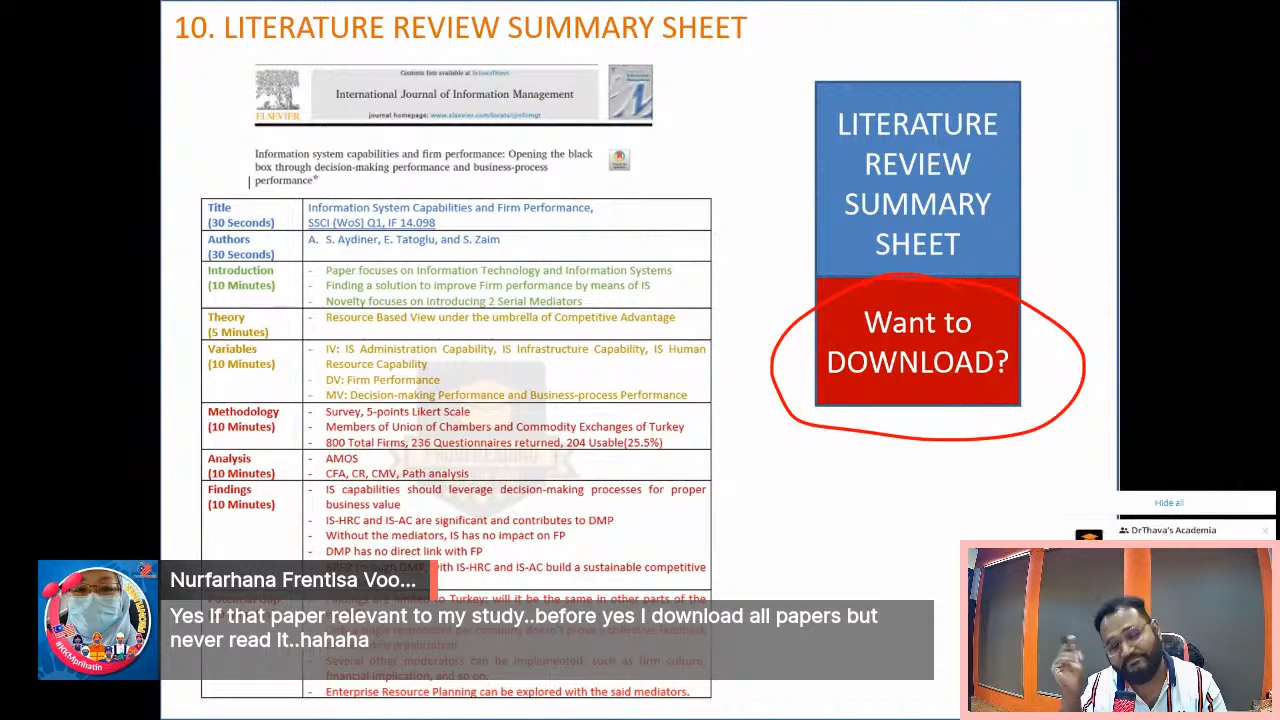 10. LITERATURE REVIEW SUMMARY SHEET
Contents lists available at ScienceDirect
International Journal of Information Management
journal homepage: www.elsevier.com/locate/ijinfomgt
ELSEVIER
Information system capabilities and firm performance: Opening the black
box through decision-making performance and business-process
performance*
Title
(30 Seconds)
Information System Capabilities and Firm Performance,
SSCI (WoS) Q1, IF 14.098
Authors
(30 Seconds)
A. S. Aydiner, E. Tatoglu, and S. Zaim
Introduction
(10 Minutes)
- Paper focuses on Information Technology and Information Systems
- Finding a solution to improve Firm performance by means of IS
- Novelty focuses on introducing 2 Serial Mediators
Theory
(5 Minutes)
- Resource Based View under the umbrella of Competitive Advantage
Variables
(10 Minutes)
- IV: IS Administration Capability, IS Infrastructure Capability, IS Human
Resource Capability
- DV: Firm Performance
- MV: Decision-making Performance and Business-process Performance
Methodology
(10 Minutes)
- Survey, 5-points Likert Scale
- Members of Union of Chambers and Commodity Exchanges of Turkey
- 800 Total Firms, 236 Questionnaires returned, 204 Usable(25.5%)
Analysis
(10 Minutes)
- AMOS
- CFA, CR, CMV, Path analysis
Findings
(10 Minutes)
- IS capabilities should leverage decision-making processes for proper
business value
- IS-HRC and IS-AC are significant and contributes to DMP
- Without the mediators, IS has no impact on FP
- DMP has no direct link with FP
with IS-HRC and IS-AC build a sustainable competitive
- Several other moderators can be implemented, such as firm culture,
financial implication, and so on.
- Enterprise Resource Planning can be explored with the said mediators.
LITERATURE
REVIEW
SUMMARY
SHEET
Want to
DOWNLOAD?
Hide all
DrThava's Academia
Nurfarhana Frentisa Voo...
Yes if that paper relevant to my study..before yes I download all papers but
never read it..hahaha
#KKMprihatin